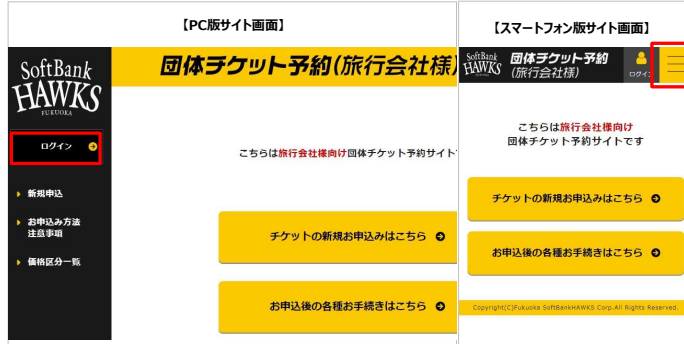 【PC版サイト画面】
SoftBank
HAWKS
FUKUOKA
ログイン
新規申込
お申込み方法
注意事項
価格区分一覧
団体チケット予約(旅行会社様)
こちらは旅行会社様向け団体チケット予約サイト
チケットの新規お申込みはこちら
お申込後の各種お手続きはこちら
【スマートフォン版サイト画面】
SoftBank
HAWKS
団体チケット予約
(旅行会社様)
ログイン
こちらは旅行会社様向け
団体チケット予約サイトです
チケットの新規お申込みはこちら
お申込後の各種お手続きはこちら
Copyright(C)Fukuoka SoftBankHAWKS Corp.All Rights Reserved.